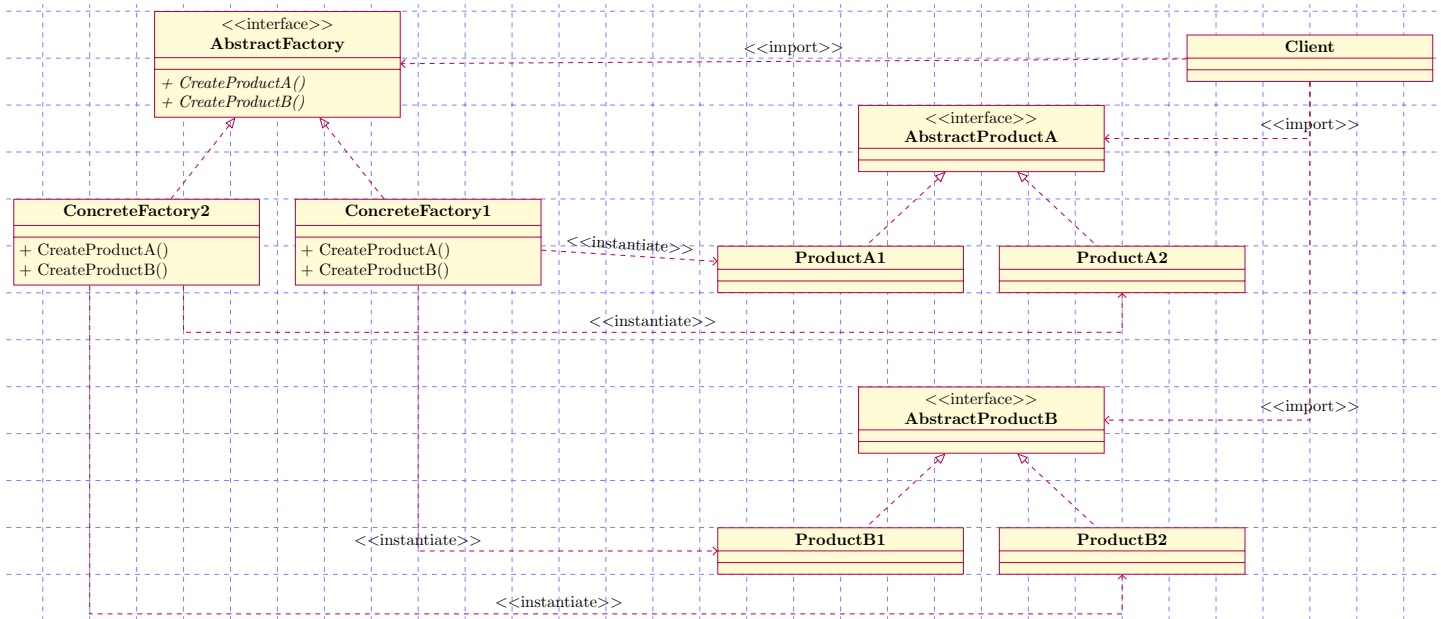 <<interface>>
AbstractFactory
+ CreateProductA()
+ CreateProductB()
<<import>>
Client
<<interface>>
AbstractProductA
<<import>>
ConcreteFactory2
+ CreateProductA()
+ CreateProductB()
ConcreteFactory1
+ CreateProductA()
+ CreateProductB()
<<instantiate>>
ProductA1
ProductA2
<<instantiate>>
<<interface>>
AbstractProductB
<<import>>
<<instantiate>>
ProductB1
ProductB2
<<instantiate>>